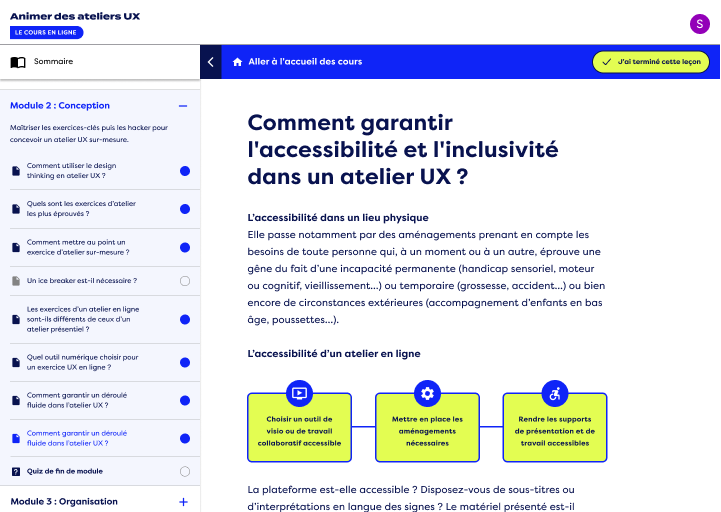 Animer des ateliers UX
LE COURS EN LIGNE
S
Sommaire
Aller à l'accueil des cours
J'ai terminé cette leçon
Module 2 : Conception
Maîtriser les exercices-clés puis les hacker pour
concevoir un atelier UX sur-mesure.
Comment utiliser le design
thinking en atelier UX ?
Quels sont les exercices d'atelier
les plus éprouvés ?
Comment mettre au point un
exercice d'atelier sur-mesure ?
Un ice breaker est-il nécessaire ?
Les exercices d'un atelier en ligne
sont-ils différents de ceux d'un
atelier présentiel ?
Quel outil numérique choisir pour
un exercice UX en ligne ?
Comment garantir un déroulé
fluide dans l'atelier UX ?
Comment garantir un déroulé
fluide dans l'atelier UX ?
Quiz de fin de module
Module 3 : Organisation
Comment garantir
l'accessibilité et l'inclusivité
dans un atelier UX ?
L'accessibilité dans un lieu physique
Elle passe notamment par des aménagements prenant en compte les
besoins de toute personne qui, à un moment ou à un autre, éprouve une
gêne du fait d'une incapacité permanente (handicap sensoriel, moteur
ou cognitif, vieillissement...) ou temporaire (grossesse, accident...) ou bien
encore de circonstances extérieures (accompagnement d'enfants en bas
âge, poussettes...).
L'accessibilité d'un atelier en ligne
Choisir un outil de
visio ou de travail
collaboratif accessible
Mettre en place les
aménagements
nécessaires
Rendre les supports
de présentation et de
travail accessibles
La plateforme est-elle accessible ? Disposez-vous de sous-titres ou
d'interprétations en langue des signes ? Le matériel présenté est-il